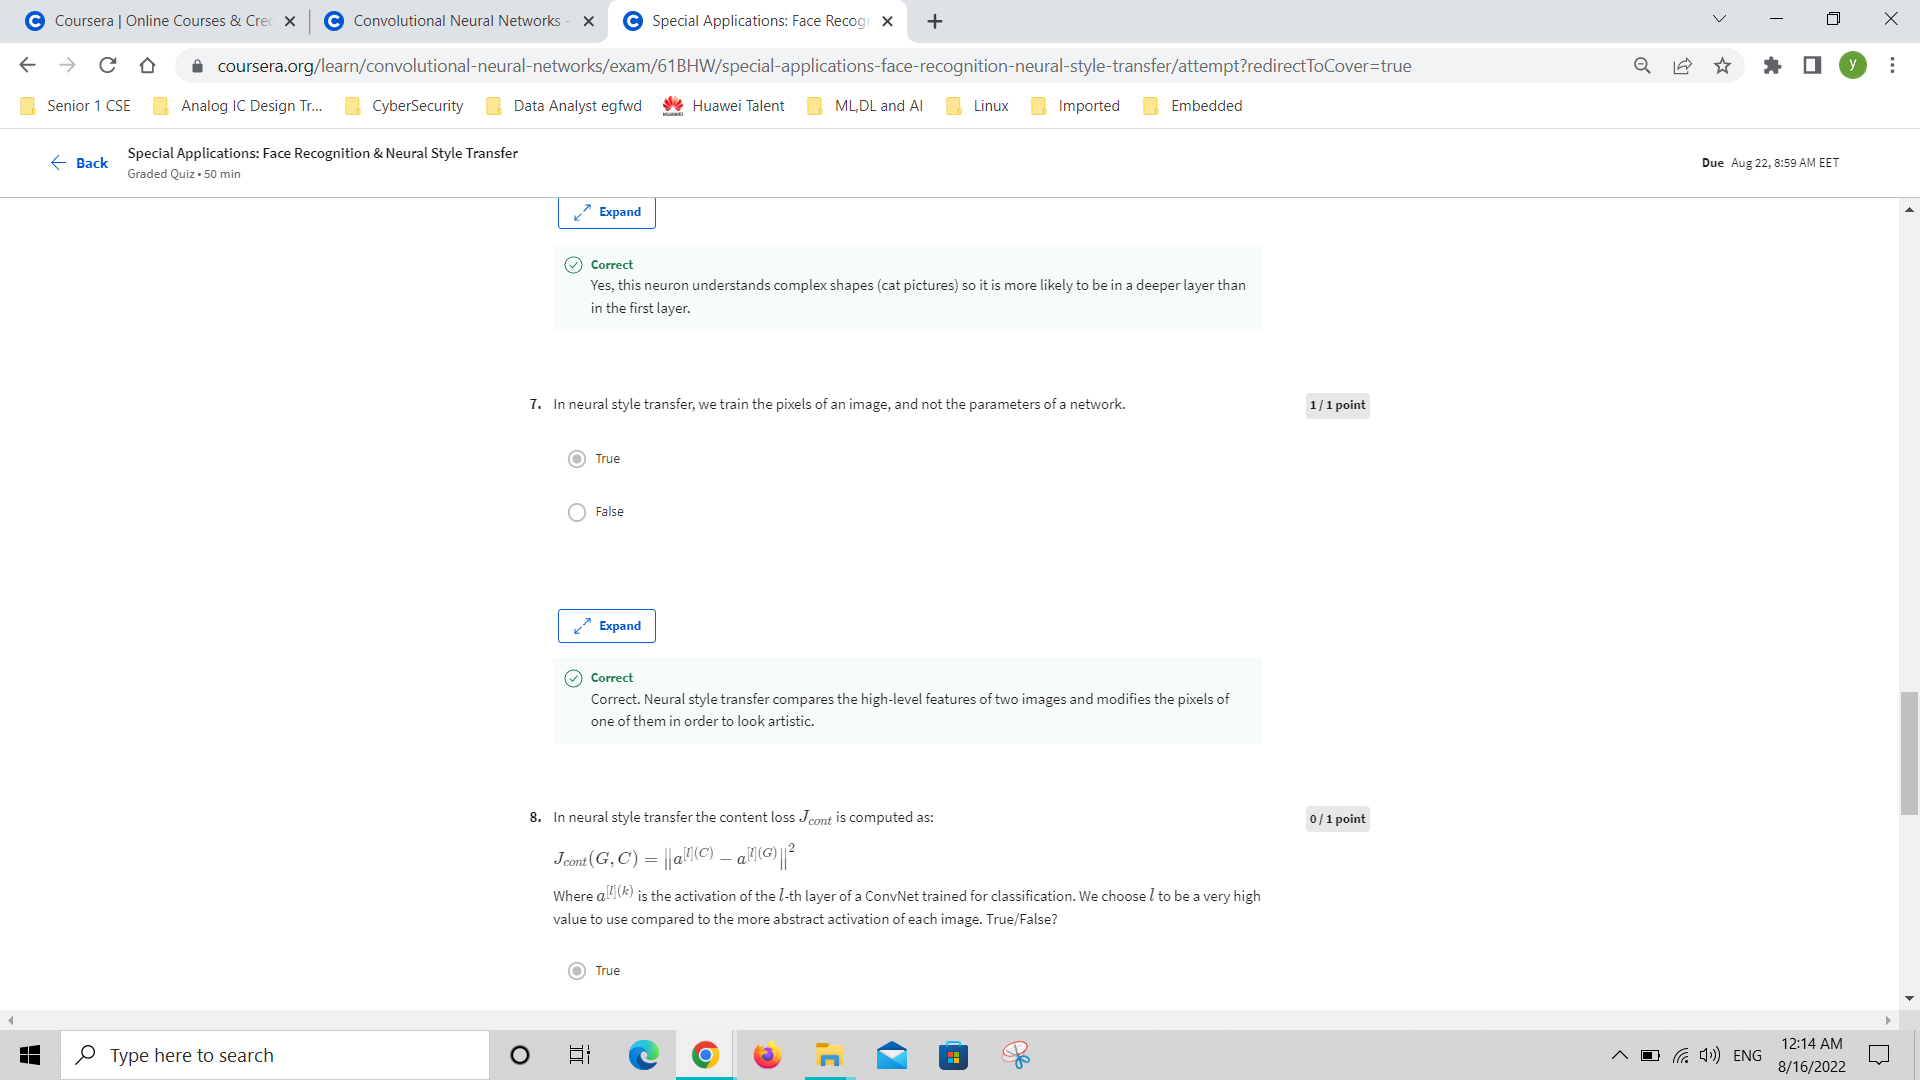 Coursera | Online Courses & Cre
Convolutional Neural Networks -
Special Applications: Face Recog
coursera.org/learn/convolutional-neural-networks/exam/61BHW/special-applications-face-recognition-neural-style-transfer/attempt?redirectToCover=true
y
Senior 1 CSE
Analog IC Design Tr...
CyberSecurity
Data Analyst egfwd
Huawei Talent
ML,DL and AI
Linux
Imported
Embedded
Back
Special Applications: Face Recognition & Neural Style Transfer
Graded Quiz • 50 min
Due Aug 22, 8:59 AM EET
Expand
Correct
Yes, this neuron understands complex shapes (cat pictures) so it is more likely to be in a deeper layer than
in the first layer.
7. In neural style transfer, we train the pixels of an image, and not the parameters of a network.
1 / 1 point
True
False
Expand
Correct
Correct. Neural style transfer compares the high-level features of two images and modifies the pixels of
one of them in order to look artistic.
8. In neural style transfer the content loss J_cont is computed as:
0 / 1 point
J_cont(G, C) = ||a^[l](C) − a^[l](G)||^2
Where a^[l](k) is the activation of the l-th layer of a ConvNet trained for classification. We choose l to be a very high
value to use compared to the more abstract activation of each image. True/False?
True
Type here to search
ENG
12:14 AM
8/16/2022